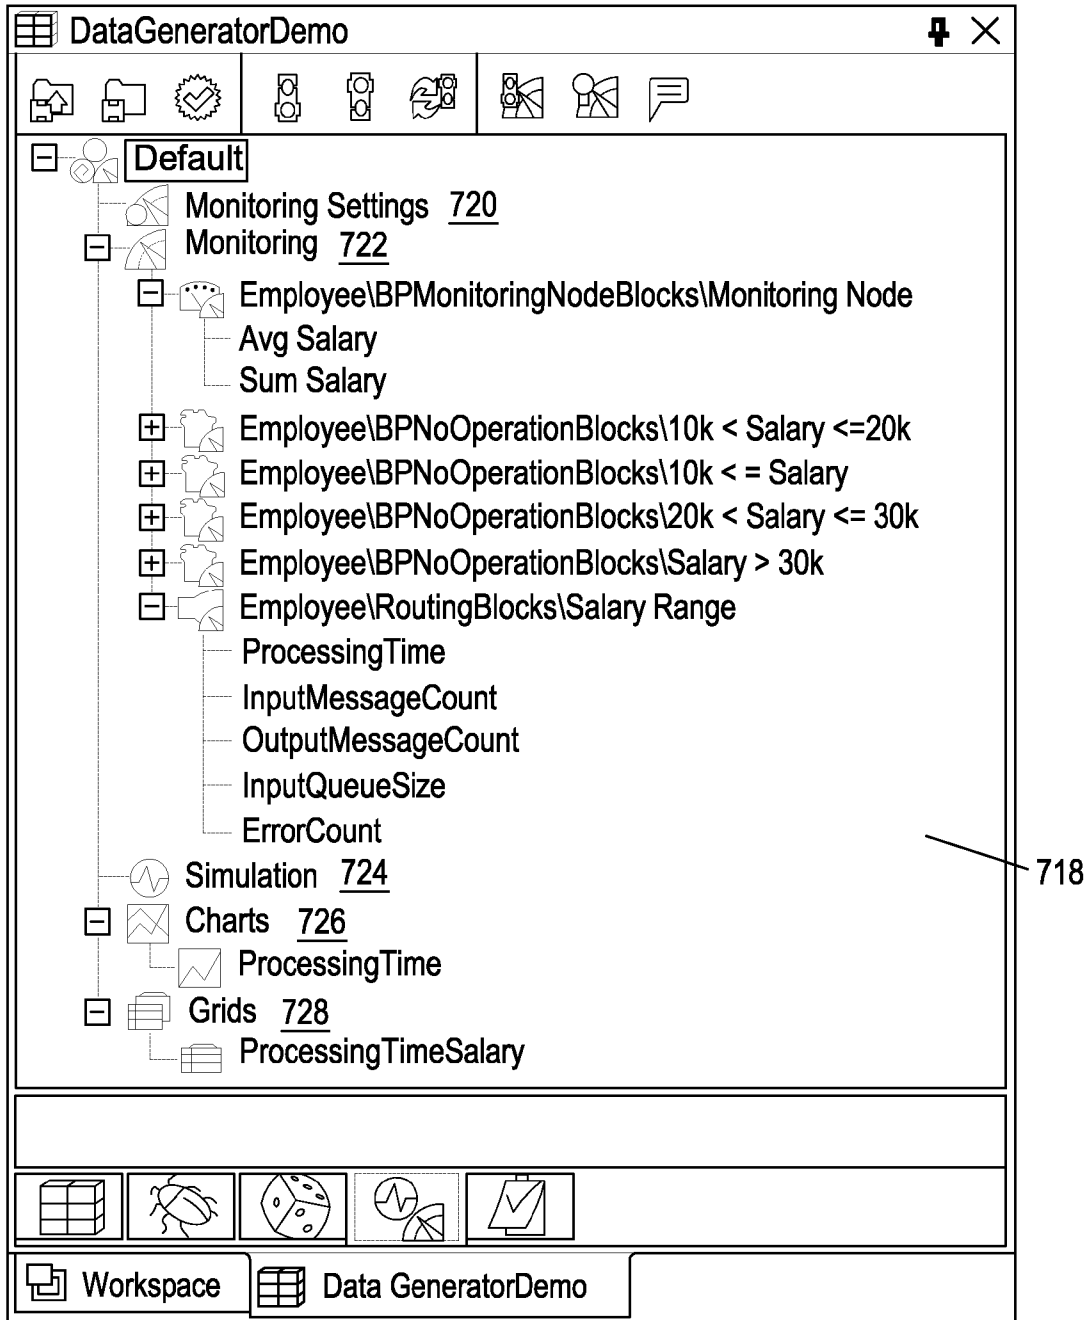 DataGeneratorDemo
Default
Monitoring Settings 720
Monitoring 722
Employee\BPMonitoringNodeBlocks\Monitoring Node
Avg Salary
Sum Salary
Employee\BPNoOperationBlocks\10k < Salary <=20k
Employee\BPNoOperationBlocks\10k < = Salary
Employee\BPNoOperationBlocks\20k < Salary <= 30k
Employee\BPNoOperationBlocks\Salary > 30k
Employee\RoutingBlocks\Salary Range
ProcessingTime
InputMessageCount
OutputMessageCount
InputQueueSize
ErrorCount
718
Simulation 724
Charts 726
ProcessingTime
Grids 728
ProcessingTimeSalary
Workspace Data GeneratorDemo